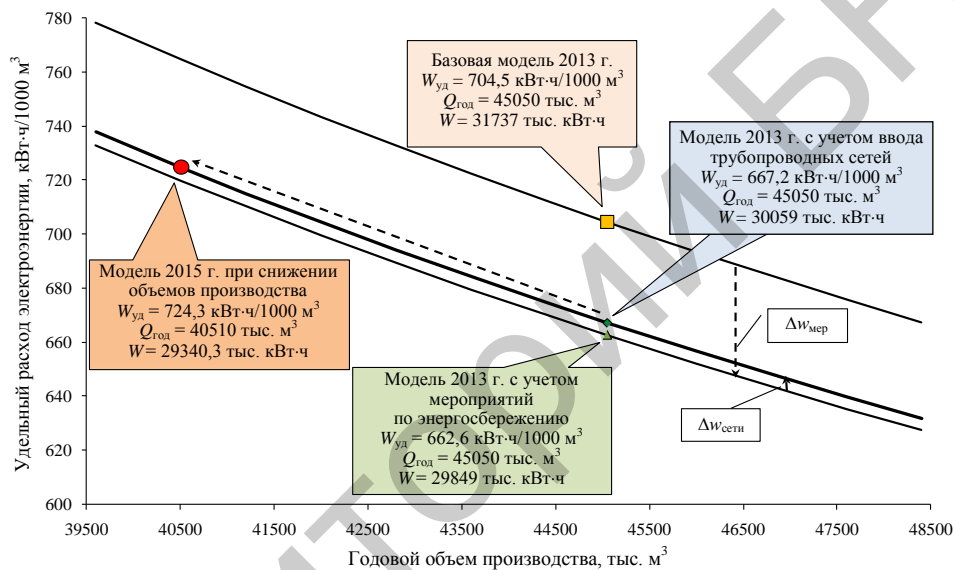 780
760
740
720
700
680
660
640
620
600
39500
40500
41500
42500
43500
44500
45500
46500
47500
48500
Удельный расход электроэнергии, кВт·ч/1000 м³
Годовой объем производства, тыс. м³
Базовая модель 2013 г.
Wуд = 704,5 кВт·ч/1000 м³
Qгод = 45050 тыс. м³
W = 31737 тыс. кВт·ч
Модель 2013 г. с учетом ввода
трубопроводных сетей
Wуд = 667,2 кВт·ч/1000 м³
Qгод = 45050 тыс. м³
W = 30059 тыс. кВт·ч
Модель 2015 г. при снижении
объемов производства
Wуд = 724,3 кВт·ч/1000 м³
Qгод = 40510 тыс. м³
W = 29340,3 тыс. кВт·ч
Модель 2013 г. с учетом
мероприятий
по энергосбережению
Wуд = 662,6 кВт·ч/1000 м³
Qгод = 45050 тыс. м³
W = 29849 тыс. кВт·ч
Δwмер
Δwсети